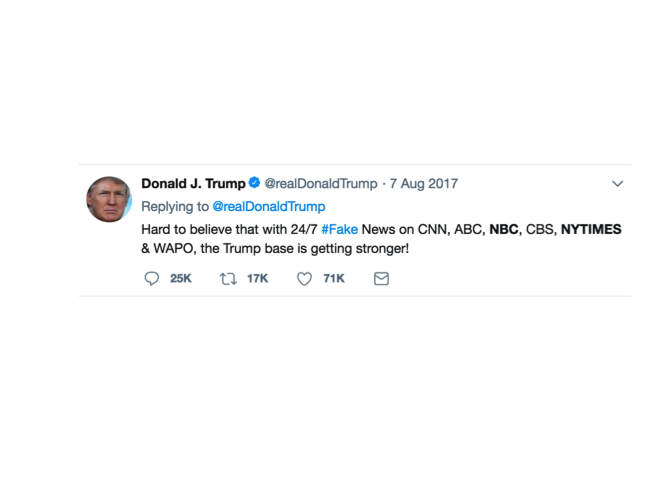 Donald J. Trump @realDonaldTrump · 7 Aug 2017
Replying to @realDonaldTrump
Hard to believe that with 24/7 #Fake News on CNN, ABC, NBC, CBS, NYTIMES
& WAPO, the Trump base is getting stronger!
25K 17K 71K